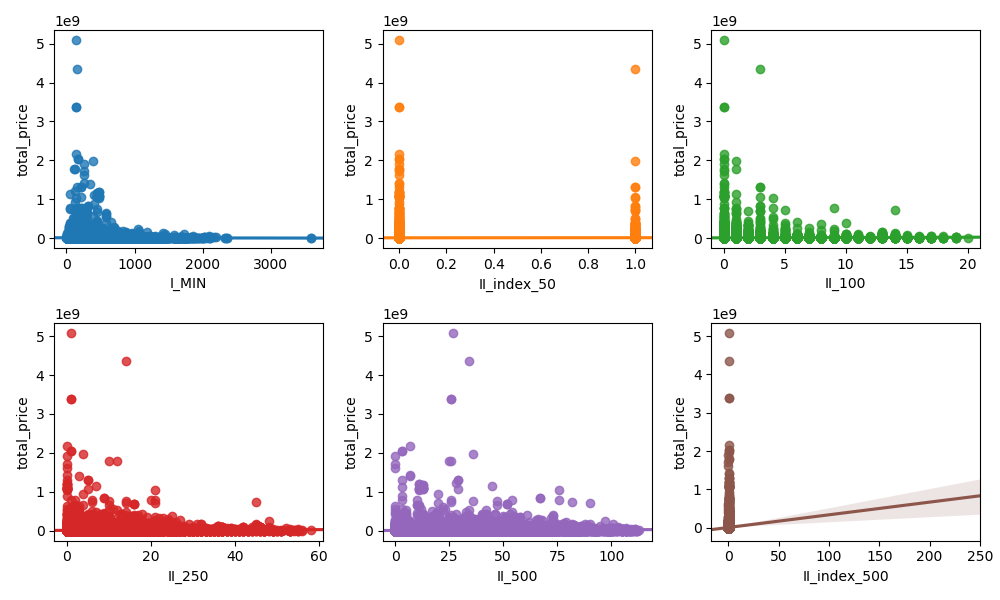 1e9 1e9 1e9
total_price total_price total_price
5 5 5
4 4 4
3 3 3
2 2 2
1 1 1
0 0 0
0 1000 2000 3000 0.0 0.2 0.4 0.6 0.8 1.0 0 5 10 15 20
I_MIN II_index_50 II_100
1e9 1e9 1e9
total_price total_price total_price
5 5 5
4 4 4
3 3 3
2 2 2
1 1 1
0 0 0
0 20 40 60 0 25 50 75 100 0 50 100 150 200 250
II_250 II_500 II_index_500